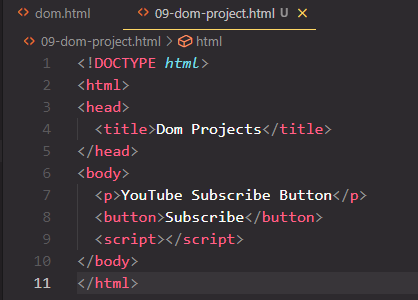 dom.html 09-dom-project.html U ×
09-dom-project.html > html
1 <!DOCTYPE html>
2 <html>
3 <head>
4 <title>Dom Projects</title>
5 </head>
6 <body>
7 <p>YouTube Subscribe Button</p>
8 <button>Subscribe</button>
9 <script></script>
10 </body>
11 </html>